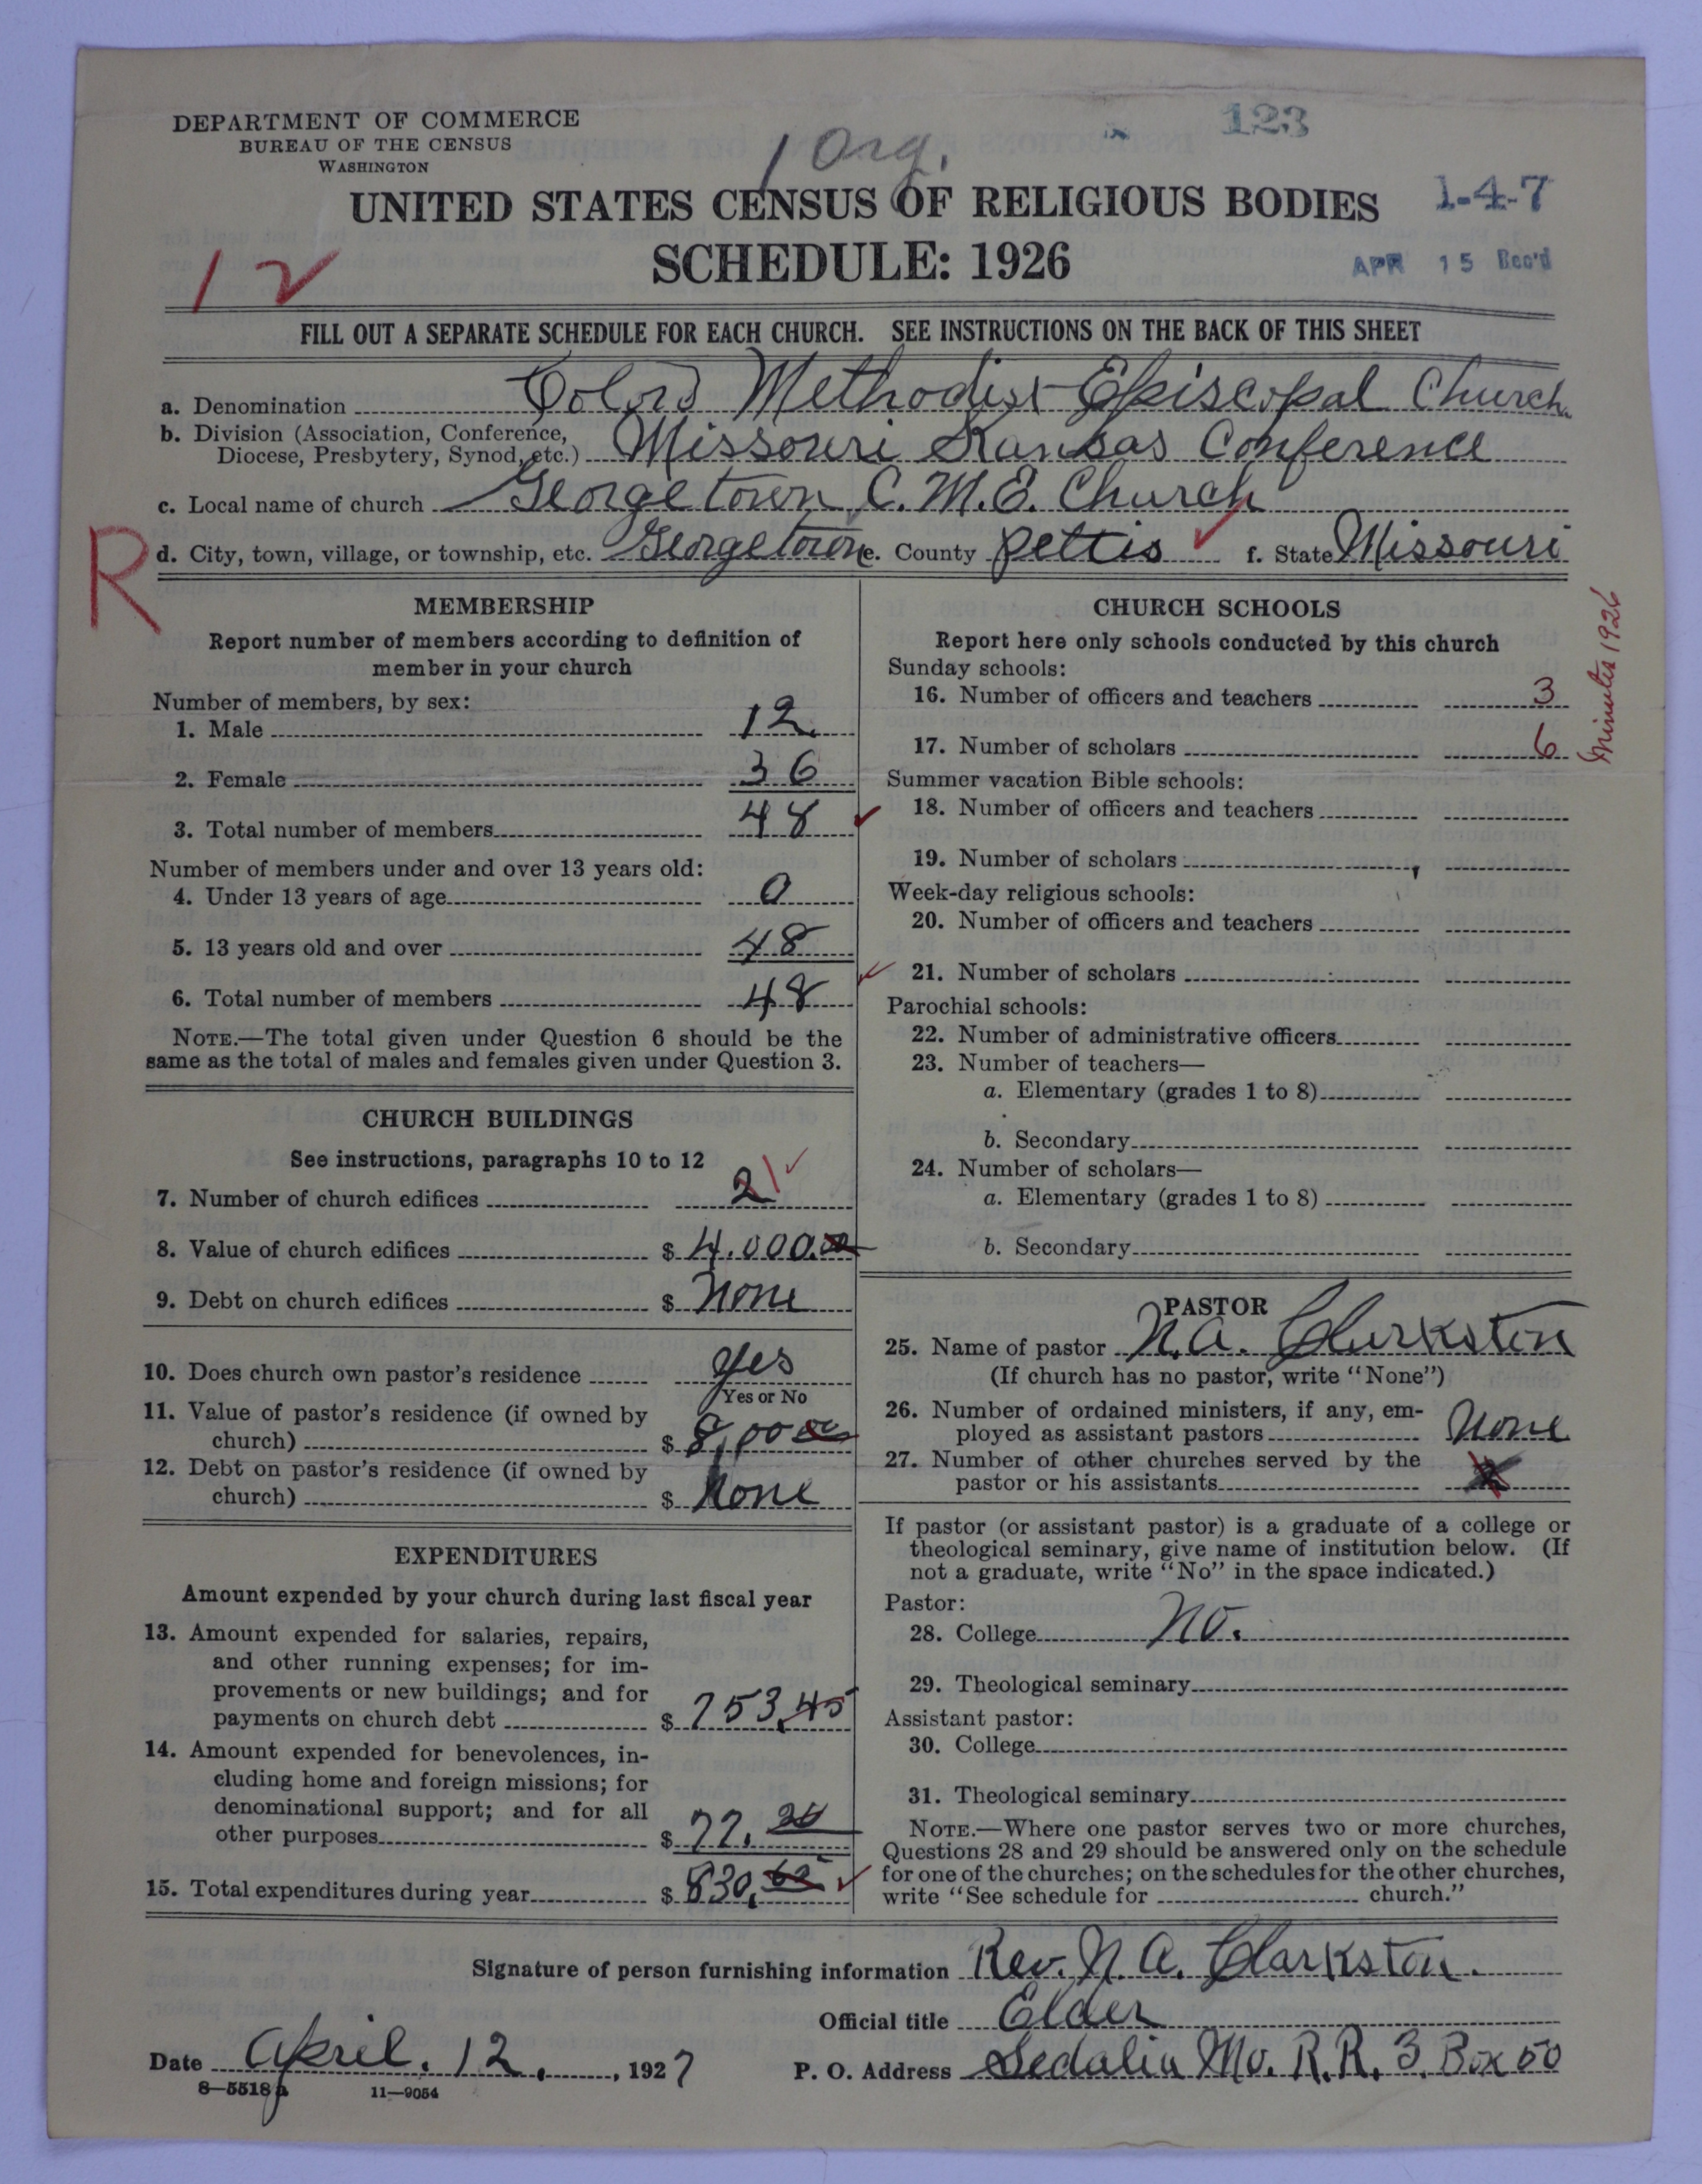 DEPARTMENT OF COMMERCE
BUREAU OF THE CENSUS
WASHINGTON
1 Org.
123
UNITED STATES CENSUS OF RELIGIOUS BODIES
1-4-7
SCHEDULE: 1926
APR 15 Rec'd
12
FILL OUT A SEPARATE SCHEDULE FOR EACH CHURCH. SEE INSTRUCTIONS ON THE BACK OF THIS SHEET
a. Denomination Colord Methodist Episcopal Church
b. Division (Association, Conference, Diocese, Presbytery, Synod, etc.) Missouri Kansas Conference
c. Local name of church Georgetown C.M.E. Church
R
d. City, town, village, or township, etc. Georgetown e. County Pettis f. State Missouri
MEMBERSHIP
Report number of members according to definition of
member in your church
Number of members, by sex:
1. Male 12
2. Female 36
3. Total number of members 48
Number of members under and over 13 years old:
4. Under 13 years of age 0
5. 13 years old and over 48
6. Total number of members 48
NOTE.—The total given under Question 6 should be the
same as the total of males and females given under Question 3.
CHURCH BUILDINGS
See instructions, paragraphs 10 to 12
7. Number of church edifices 2 1
8. Value of church edifices $ 4.000.00
9. Debt on church edifices $ None
10. Does church own pastor's residence yes
Yes or No
11. Value of pastor's residence (if owned by
church) $ 8,00 00
12. Debt on pastor's residence (if owned by
church) $ None
EXPENDITURES
Amount expended by your church during last fiscal year
13. Amount expended for salaries, repairs,
and other running expenses; for im-
provements or new buildings; and for
payments on church debt $ 753.45
14. Amount expended for benevolences, in-
cluding home and foreign missions; for
denominational support; and for all
other purposes $ 77. 20
15. Total expenditures during year $ 830. 65
CHURCH SCHOOLS
Report here only schools conducted by this church
Sunday schools:
16. Number of officers and teachers 3
17. Number of scholars 6
minutes 1926
Summer vacation Bible schools:
18. Number of officers and teachers
19. Number of scholars
Week-day religious schools:
20. Number of officers and teachers
21. Number of scholars
Parochial schools:
22. Number of administrative officers
23. Number of teachers—
a. Elementary (grades 1 to 8)
b. Secondary
24. Number of scholars—
a. Elementary (grades 1 to 8)
b. Secondary
PASTOR
25. Name of pastor N. A. Clarkston
(If church has no pastor, write "None")
26. Number of ordained ministers, if any, em-
ployed as assistant pastors None
27. Number of other churches served by the
pastor or his assistants
If pastor (or assistant pastor) is a graduate of a college or
theological seminary, give name of institution below. (If
not a graduate, write "No" in the space indicated.)
Pastor:
28. College No.
29. Theological seminary
Assistant pastor:
30. College
31. Theological seminary
NOTE.—Where one pastor serves two or more churches,
Questions 28 and 29 should be answered only on the schedule
for one of the churches; on the schedules for the other churches,
write "See schedule for church."
Signature of person furnishing information Rev. N. A. Clarkston.
Official title Elder
Date April. 12, 1927
P. O. Address Sedalia Mo. R.R. 3 Box 50
8—5518 a 11—9054